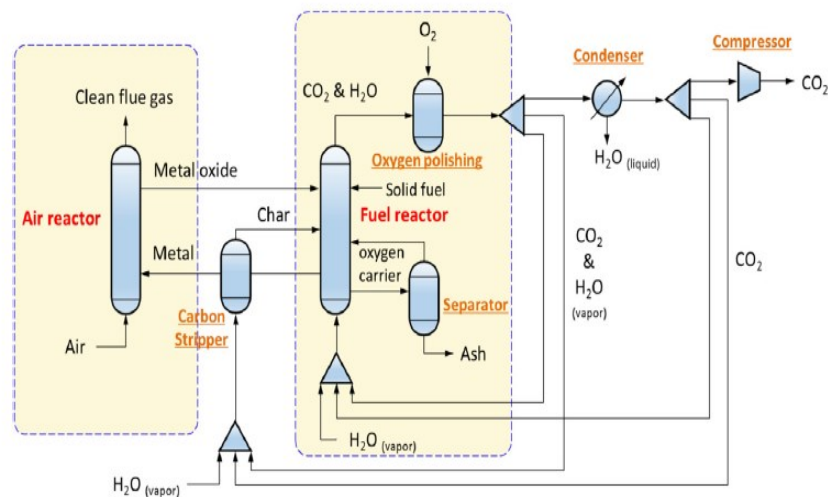 O₂
Condenser
Compressor
Clean flue gas
CO₂ & H₂O
CO₂
Oxygen polishing
H₂O (liquid)
Metal oxide
Solid fuel
Air reactor
Char
Fuel reactor
Metal
oxygen
carrier
CO₂
&
H₂O
(vapor)
CO₂
Carbon
Stripper
Separator
Air
Ash
H₂O (vapor)
H₂O (vapor)